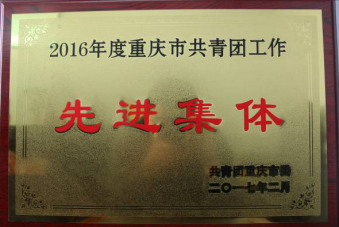 2016年度重庆市共青团工作
先进集体
共青团重庆市委
二〇一七年二月